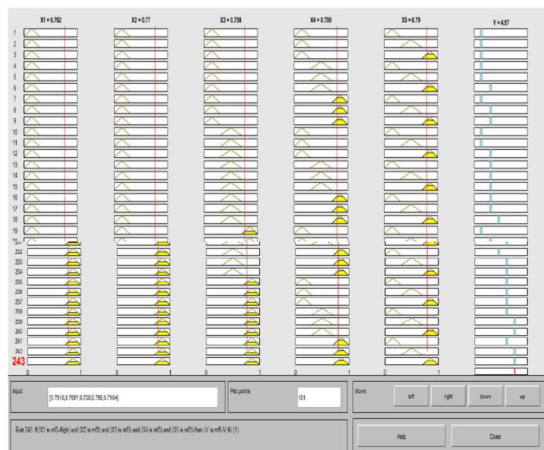 X1 = 0.762
X2 = 0.77
X3 = 0.758
X4 = 0.790
X5 = 0.79
Y = 4.57
1
2
3
4
5
6
7
8
9
10
11
12
13
14
15
16
17
18
19
232
233
234
235
236
237
238
239
240
241
242
243
0 1
0 1
0 1
0 1
0 1
Input:
Plot points:
101
Move:
left
right
down
up
Help
Close